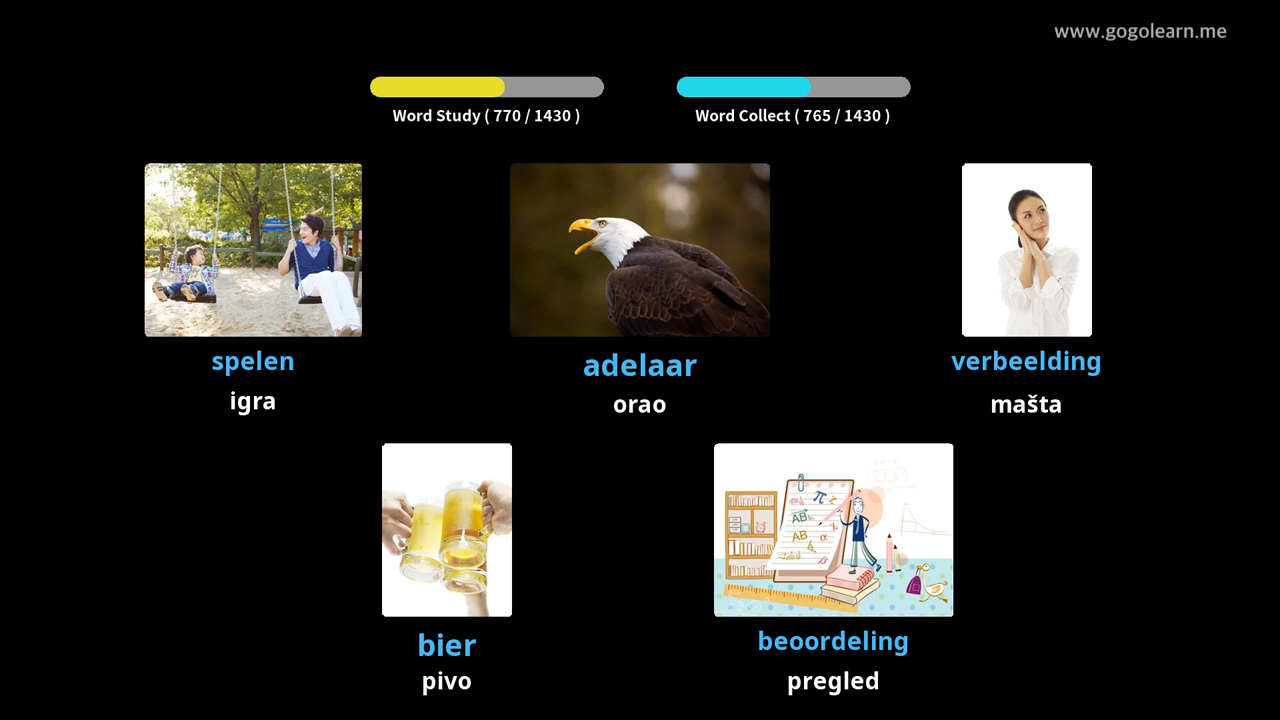 www.gogolearn.me
Word Study ( 770 / 1430 )
Word Collect ( 765 / 1430 )
spelen
igra
adelaar
orao
verbeelding
mašta
bier
pivo
beoordeling
pregled